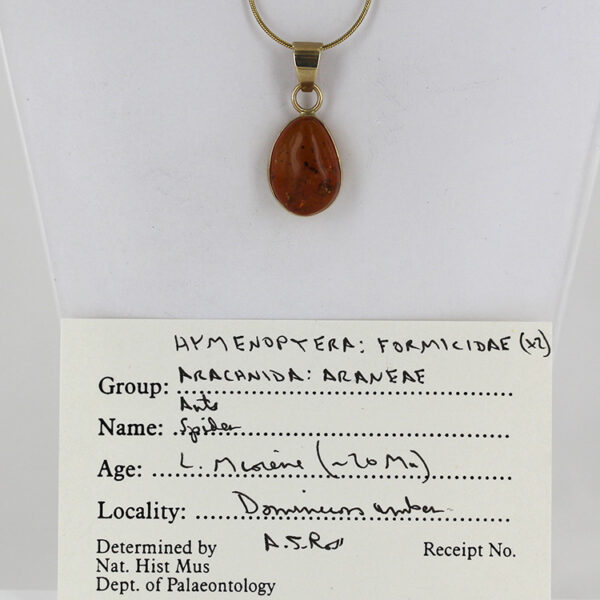 HYMENOPTERA: FORMICIDAE (x2)
Group: ARACHNIDA: ARANEAE
Ants
Name: Spider
Age: L. Miocene (~20 Ma)
Locality: Dominican amber
Determined by A.J.Ross Receipt No.
Nat. Hist Mus
Dept. of Palaeontology